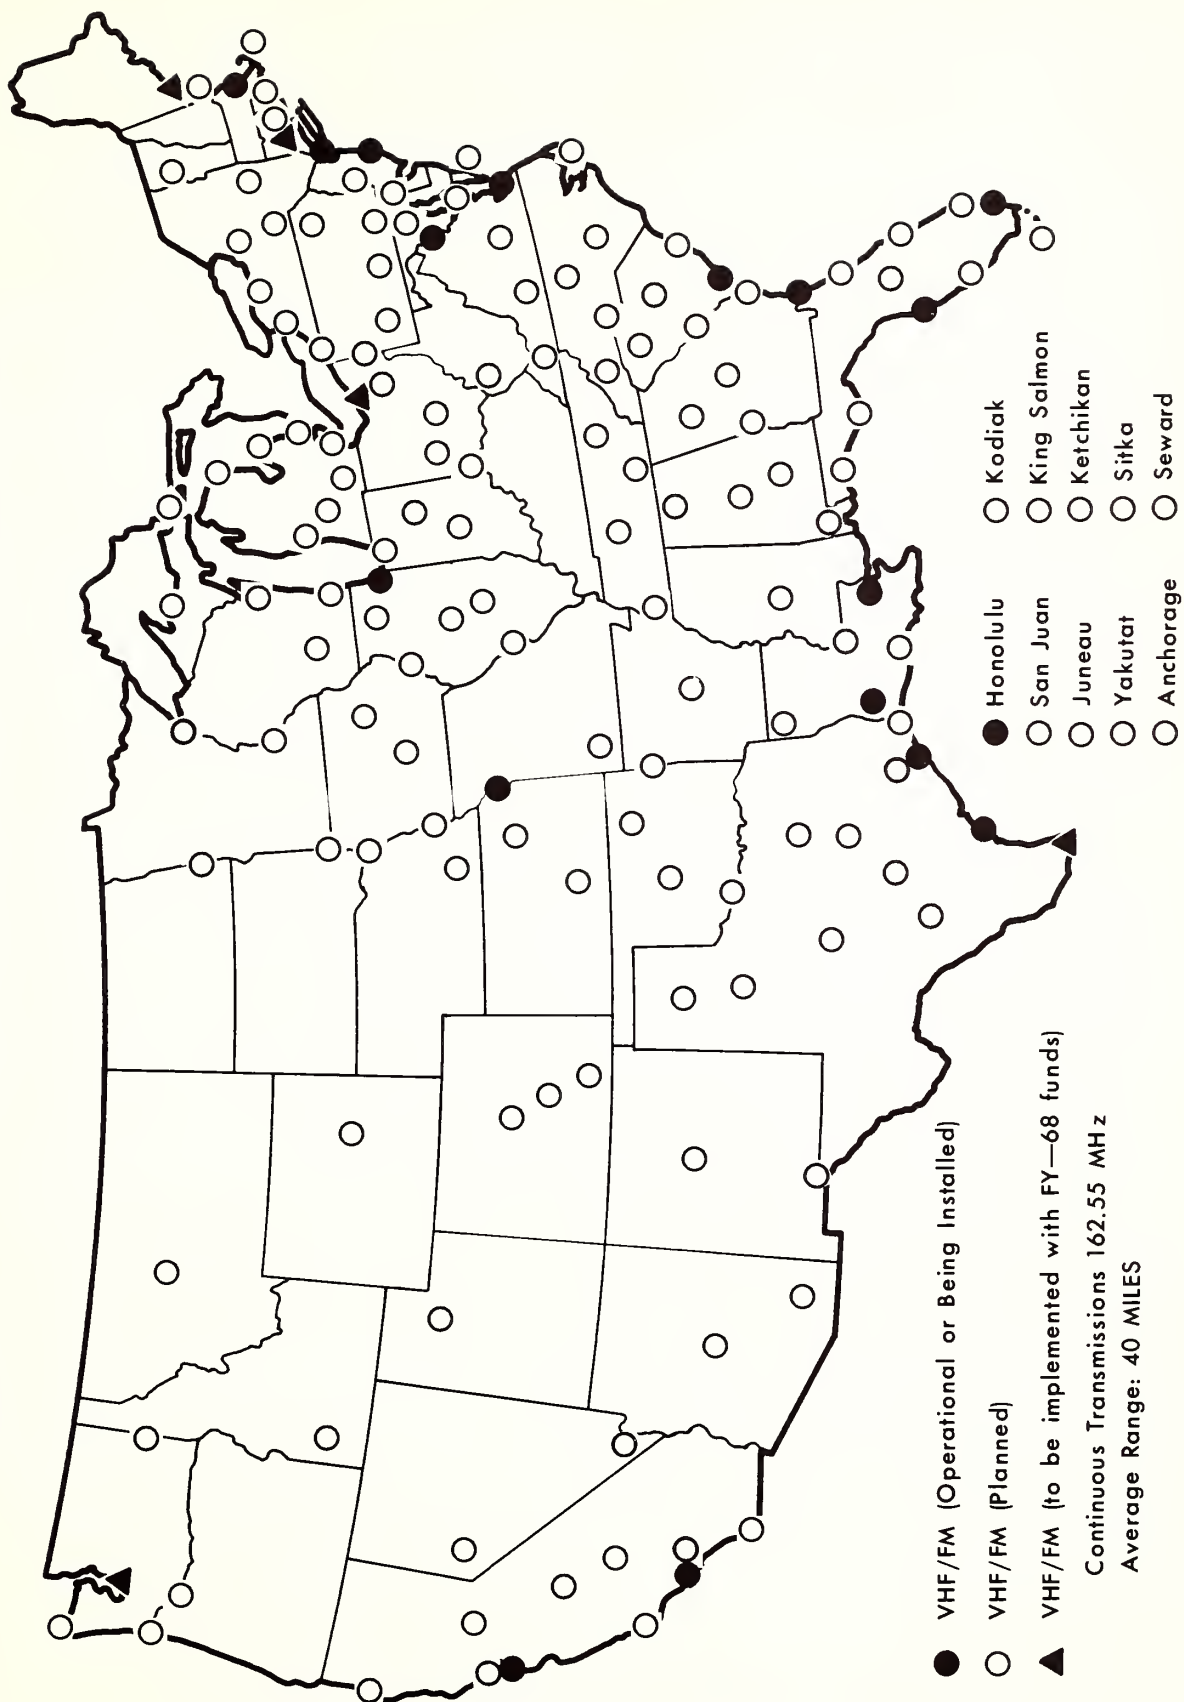 VHF/FM (Operational or Being Installed)
VHF/FM (Planned)
VHF/FM (to be implemented with FY—68 funds)
Continuous Transmissions 162.55 MHz
Average Range: 40 MILES
Honolulu
San Juan
Juneau
Yakutat
Anchorage
Kodiak
King Salmon
Ketchikan
Sitka
Seward